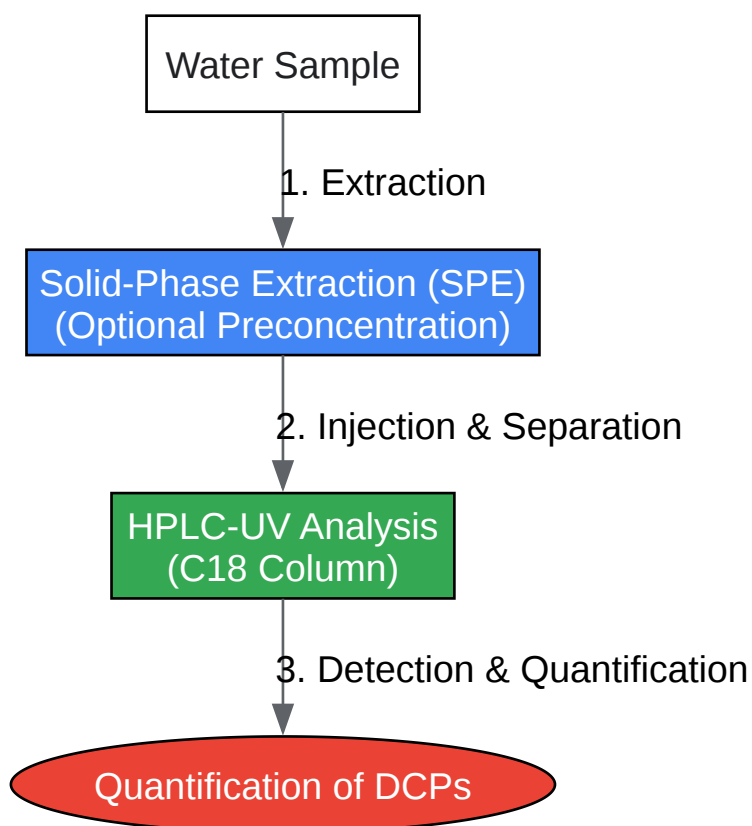 Water Sample
1. Extraction
Solid-Phase Extraction (SPE)
(Optional Preconcentration)
2. Injection & Separation
HPLC-UV Analysis
(C18 Column)
3. Detection & Quantification
Quantification of DCPs